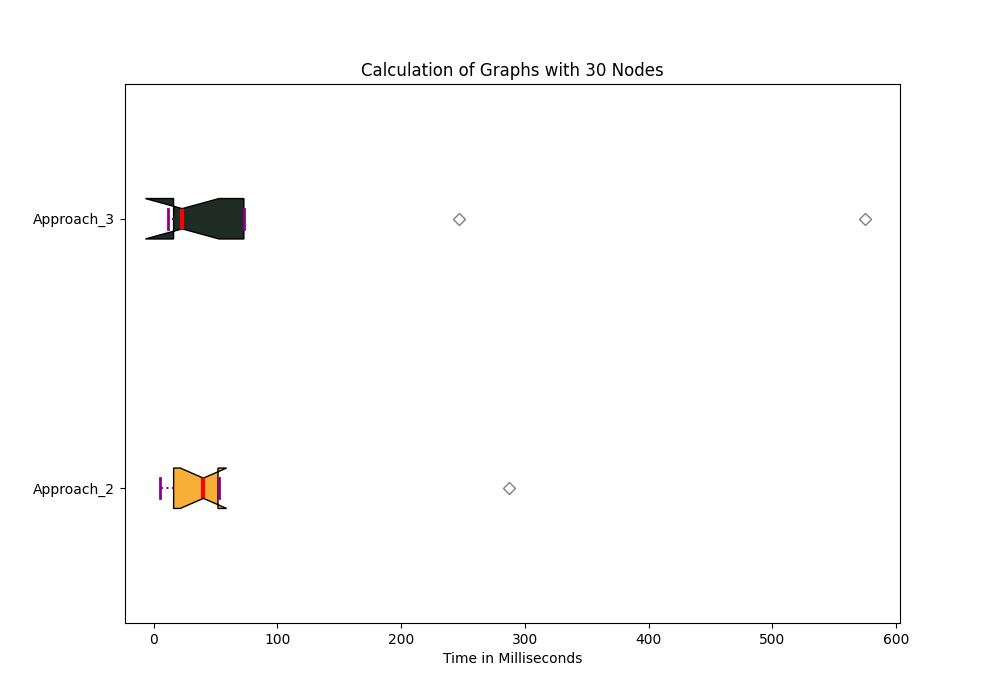 Calculation of Graphs with 30 Nodes
Approach_3
Approach_2
0 100 200 300 400 500 600
Time in Milliseconds